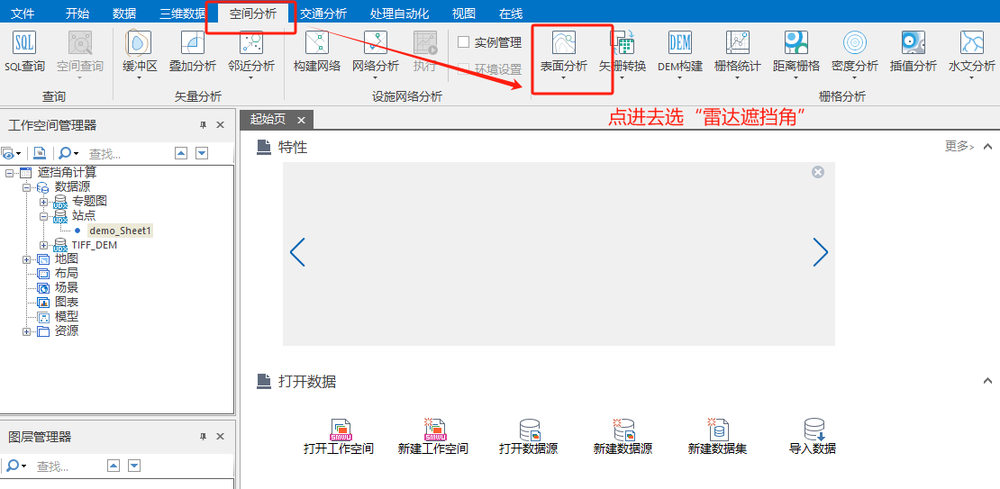 文件 开始 数据 三维数据 空间分析 交通分析 处理自动化 视图 在线
SQL SQL DEM
实例管理
环境设置
SQL查询 空间查询 缓冲区 叠加分析 邻近分析 构建网络 网络分析 执行 表面分析 矢栅转换 DEM构建 栅格统计 距离栅格 密度分析 插值分析 水文分析
查询 矢量分析 设施网络分析 栅格分析
点进去选“雷达遮挡角”
工作空间管理器
查找...
遮挡角计算
数据源
专题图
站点
demo_Sheet1
TIFF_DEM
地图
布局
场景
图表
模型
资源
图层管理器
查找...
起始页
特性 更多>
打开数据
SMWU SMWU
打开工作空间 新建工作空间 打开数据源 新建数据源 新建数据集 导入数据